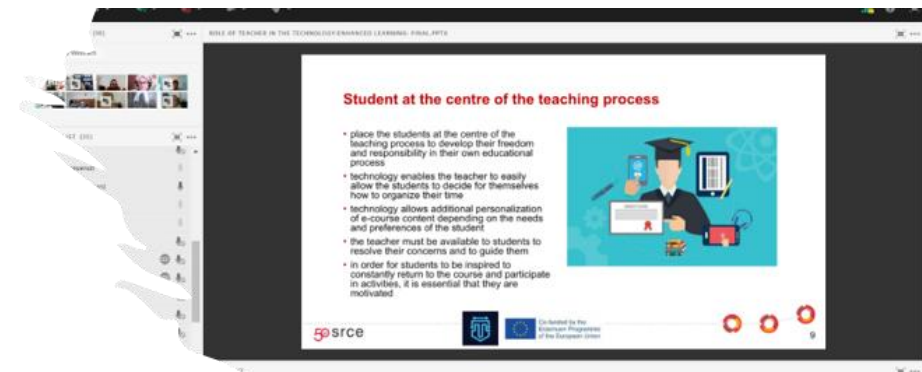 ROLE OF TEACHER IN THE TECHNOLOGY ENHANCED LEARNING- FINAL.PPTX
Student at the centre of the teaching process
• place the students at the centre of the
teaching process to develop their freedom
and responsibility in their own educational
process
• technology enables the teacher to easily
allow the students to decide for themselves
how to organize their time
• technology allows additional personalization
of e-course content depending on the needs
and preferences of the student
• the teacher must be available to students to
resolve their concerns and to guide them
• in order for students to be inspired to
constantly return to the course and participate
in activities, it is essential that they are
motivated
50 srce
Co-funded by the
Erasmus+ Programme
of the European Union
9